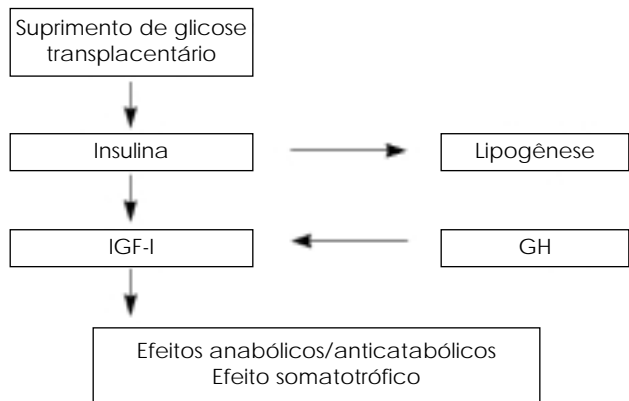 Suprimento de glicose
transplacentário
Insulina
Lipogênese
IGF-I
GH
Efeitos anabólicos/anticatabólicos
Efeito somatotrófico